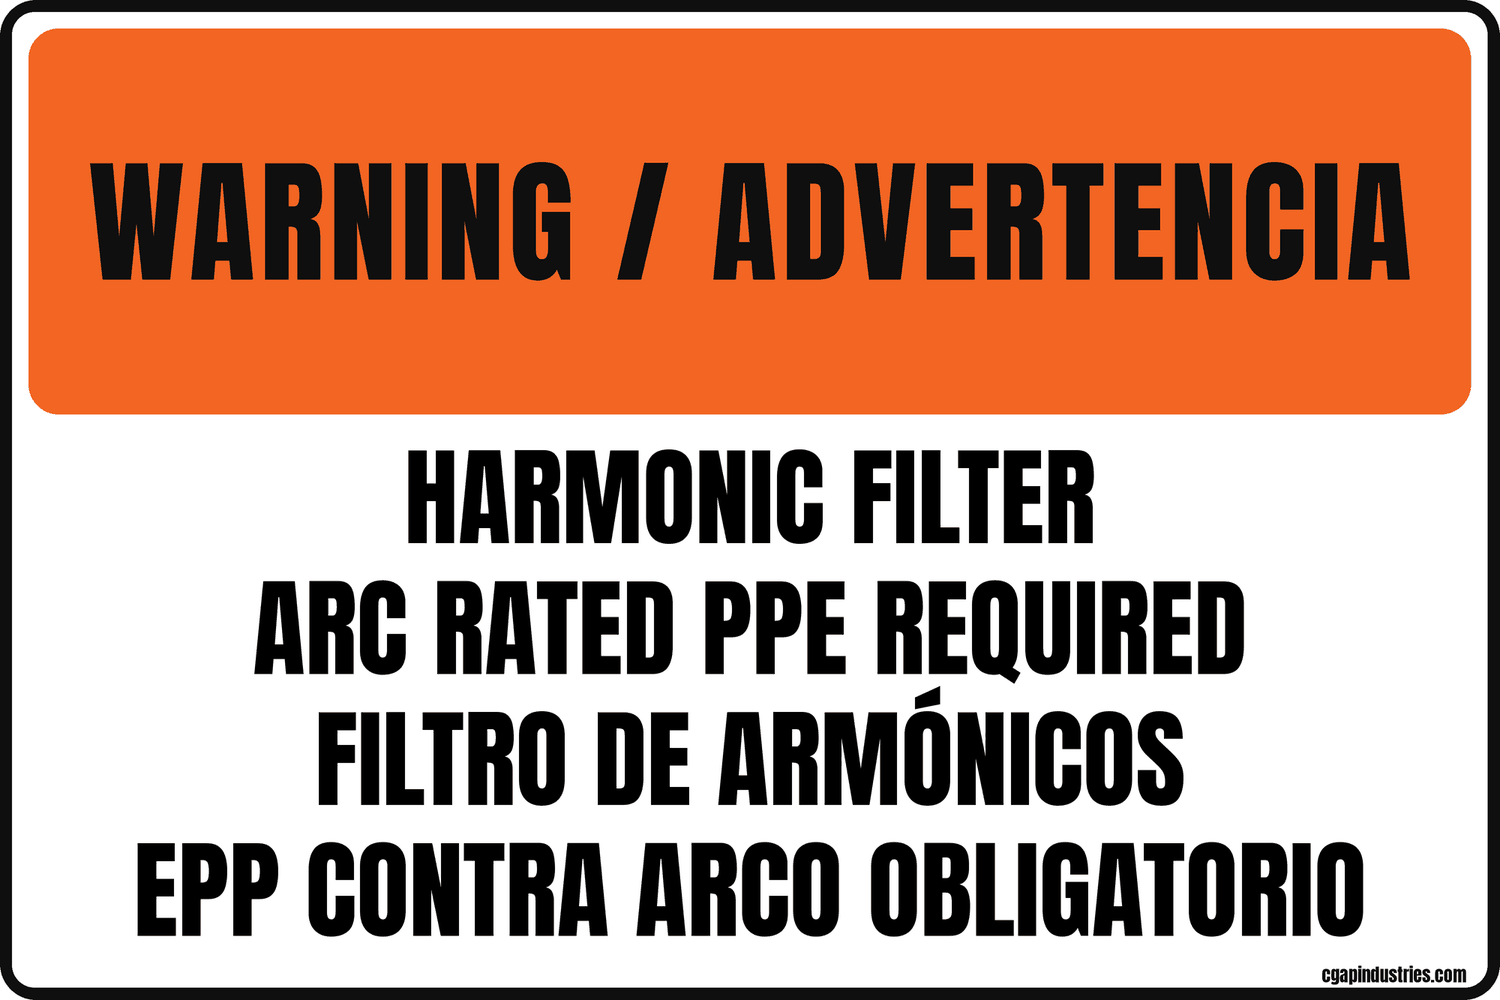 WARNING / ADVERTENCIA
HARMONIC FILTER
ARC RATED PPE REQUIRED
FILTRO DE ARMÓNICOS
EPP CONTRA ARCO OBLIGATORIO
cgapindustries.com